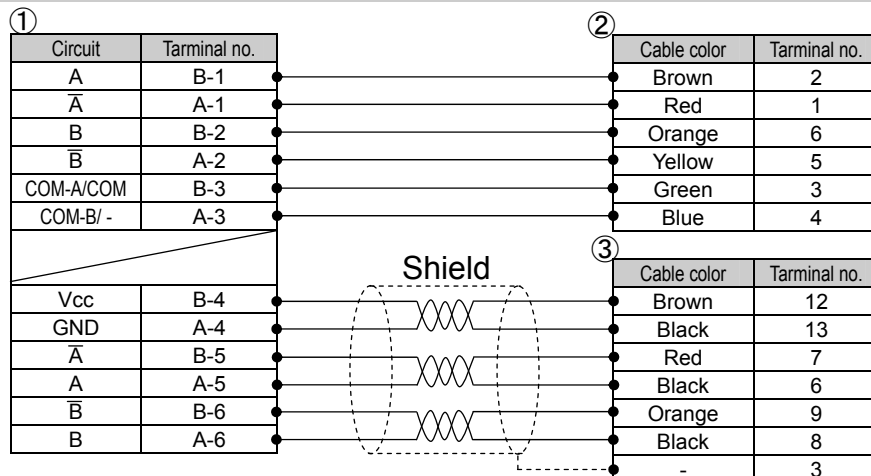 ① ②
Circuit Tarminal no.
A B-1
A̅ A-1
B B-2
B̅ A-2
COM-A/COM B-3
COM-B/ - A-3
Cable color Tarminal no.
Brown 2
Red 1
Orange 6
Yellow 5
Green 3
Blue 4
Shield
③
Vcc B-4
GND A-4
A̅ B-5
A A-5
B̅ B-6
B A-6
Cable color Tarminal no.
Brown 12
Black 13
Red 7
Black 6
Orange 9
Black 8
- 3